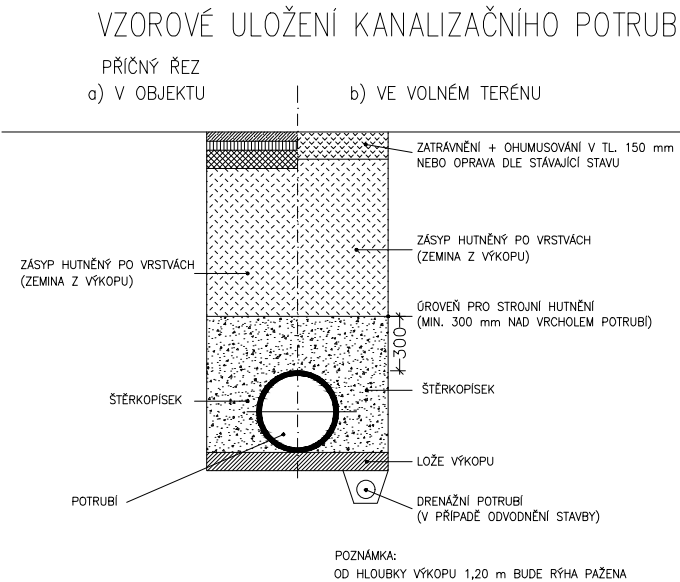 VZOROVÉ ULOŽENÍ KANALIZAČNÍHO POTRUB
PŘÍČNÝ ŘEZ
a) V OBJEKTU
b) VE VOLNÉM TERÉNU
ZATRÁVNĚNÍ + OHUMUSOVÁNÍ V TL. 150 mm
NEBO OPRAVA DLE STÁVAJÍCÍ STAVU
ZÁSYP HUTNĚNÝ PO VRSTVÁCH
(ZEMINA Z VÝKOPU)
ZÁSYP HUTNĚNÝ PO VRSTVÁCH
(ZEMINA Z VÝKOPU)
ÚROVEŇ PRO STROJNÍ HUTNĚNÍ
(MIN. 300 mm NAD VRCHOLEM POTRUBÍ)
300
ŠTĚRKOPÍSEK
ŠTĚRKOPÍSEK
LOŽE VÝKOPU
POTRUBÍ
DRENÁŽNÍ POTRUBÍ
(V PŘÍPADĚ ODVODNĚNÍ STAVBY)
POZNÁMKA:
OD HLOUBKY VÝKOPU 1,20 m BUDE RÝHA PAŽENA